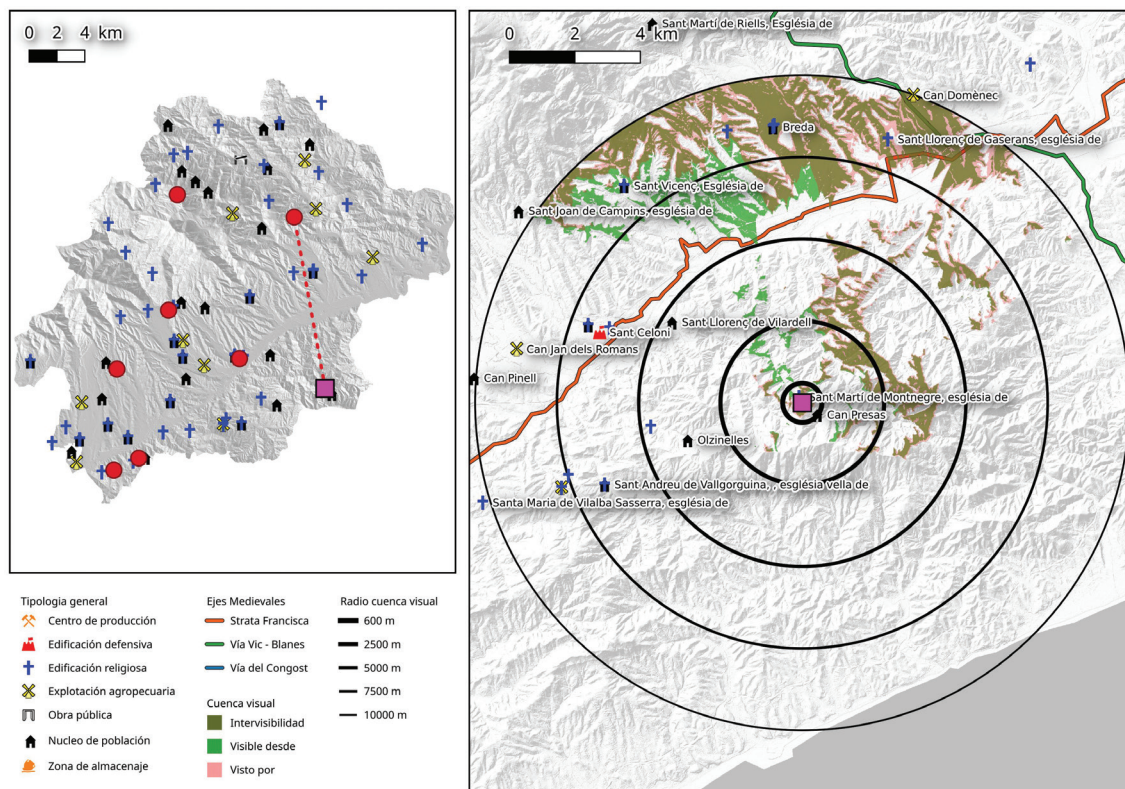 0 2 4 km
0 2 4 km
Sant Martí de Riells, Església de
Can Domènec
Breda
Sant Llorenç de Gaserans, església de
Sant Vicenç, Església de
Sant Joan de Campins, església de
Sant Llorenç de Vilardell
Sant Celoni
Can Jan dels Romans
Can Pinell
Sant Martí de Montnegre, església de
Can Presas
Olzinelles
Sant Andreu de Vallgorguina, , església vella de
Santa Maria de Vilalba Sasserra, església de
Tipologia general
Centro de producción
Edificación defensiva
Edificación religiosa
Explotación agropecuaria
Obra pública
Nucleo de población
Zona de almacenaje
Ejes Medievales
Strata Francisca
Vía Vic - Blanes
Vía del Congost
Cuenca visual
Intervisibilidad
Visible desde
Visto por
Radio cuenca visual
600 m
2500 m
5000 m
7500 m
10000 m